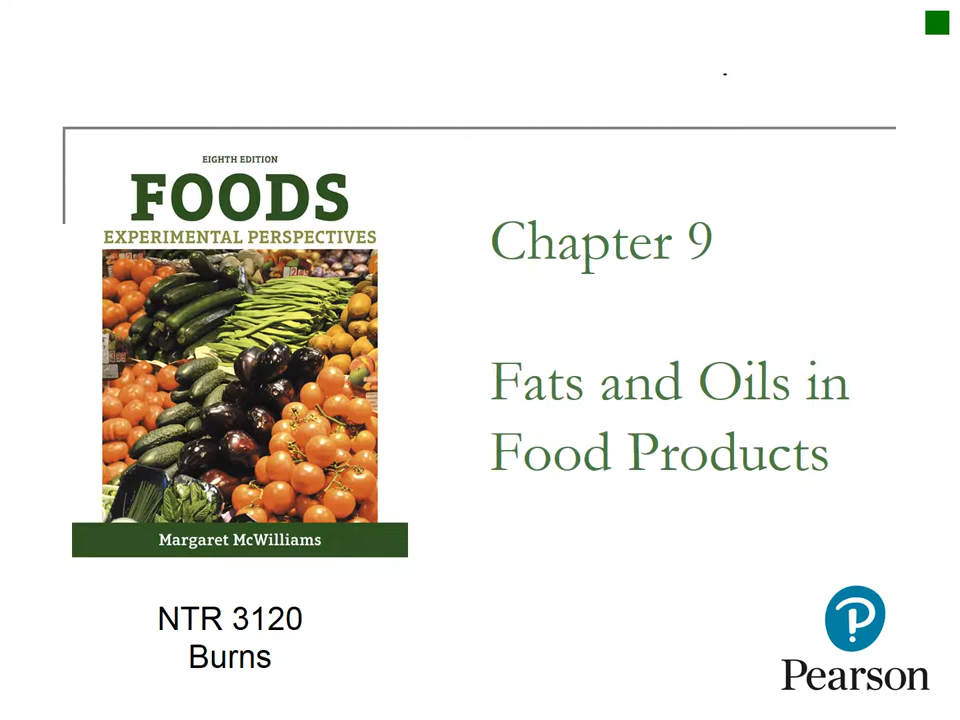 EIGHTH EDITION
FOODS
EXPERIMENTAL PERSPECTIVES
Margaret McWilliams
NTR 3120
Burns
Chapter 9
Fats and Oils in
Food Products
Pearson